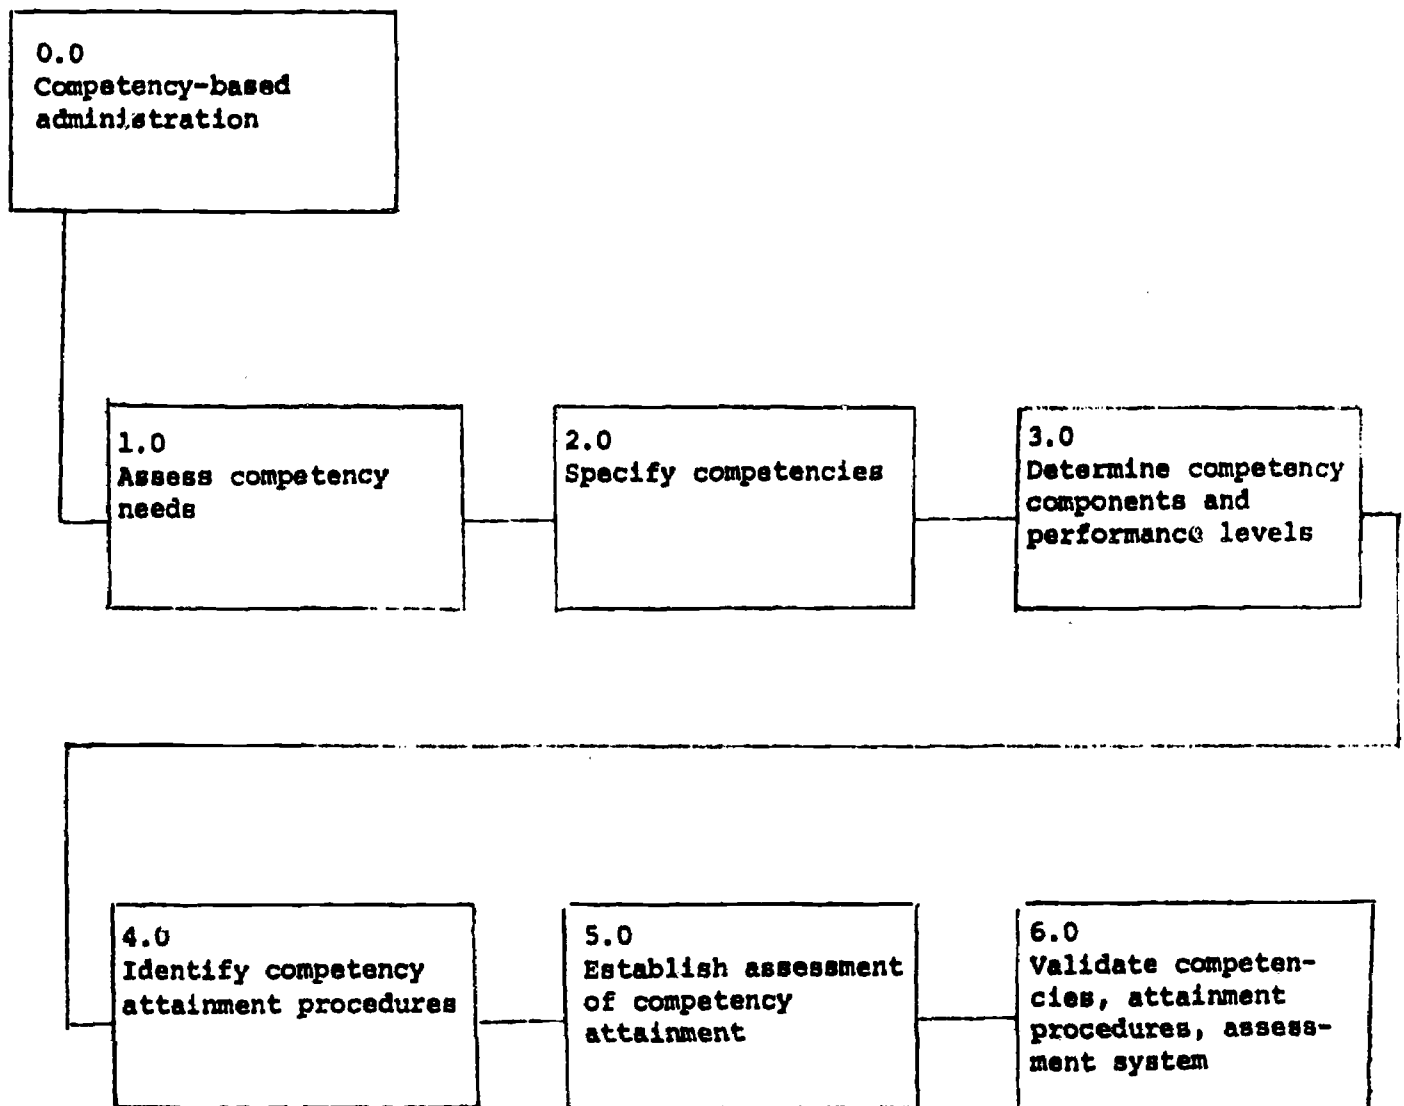 0.0
Competency-based
administration
1.0
Assess competency
needs
2.0
Specify competencies
3.0
Determine competency
components and
performance levels
4.0
Identify competency
attainment procedures
5.0
Establish assessment
of competency
attainment
6.0
Validate competen-
cies, attainment
procedures, assess-
ment system